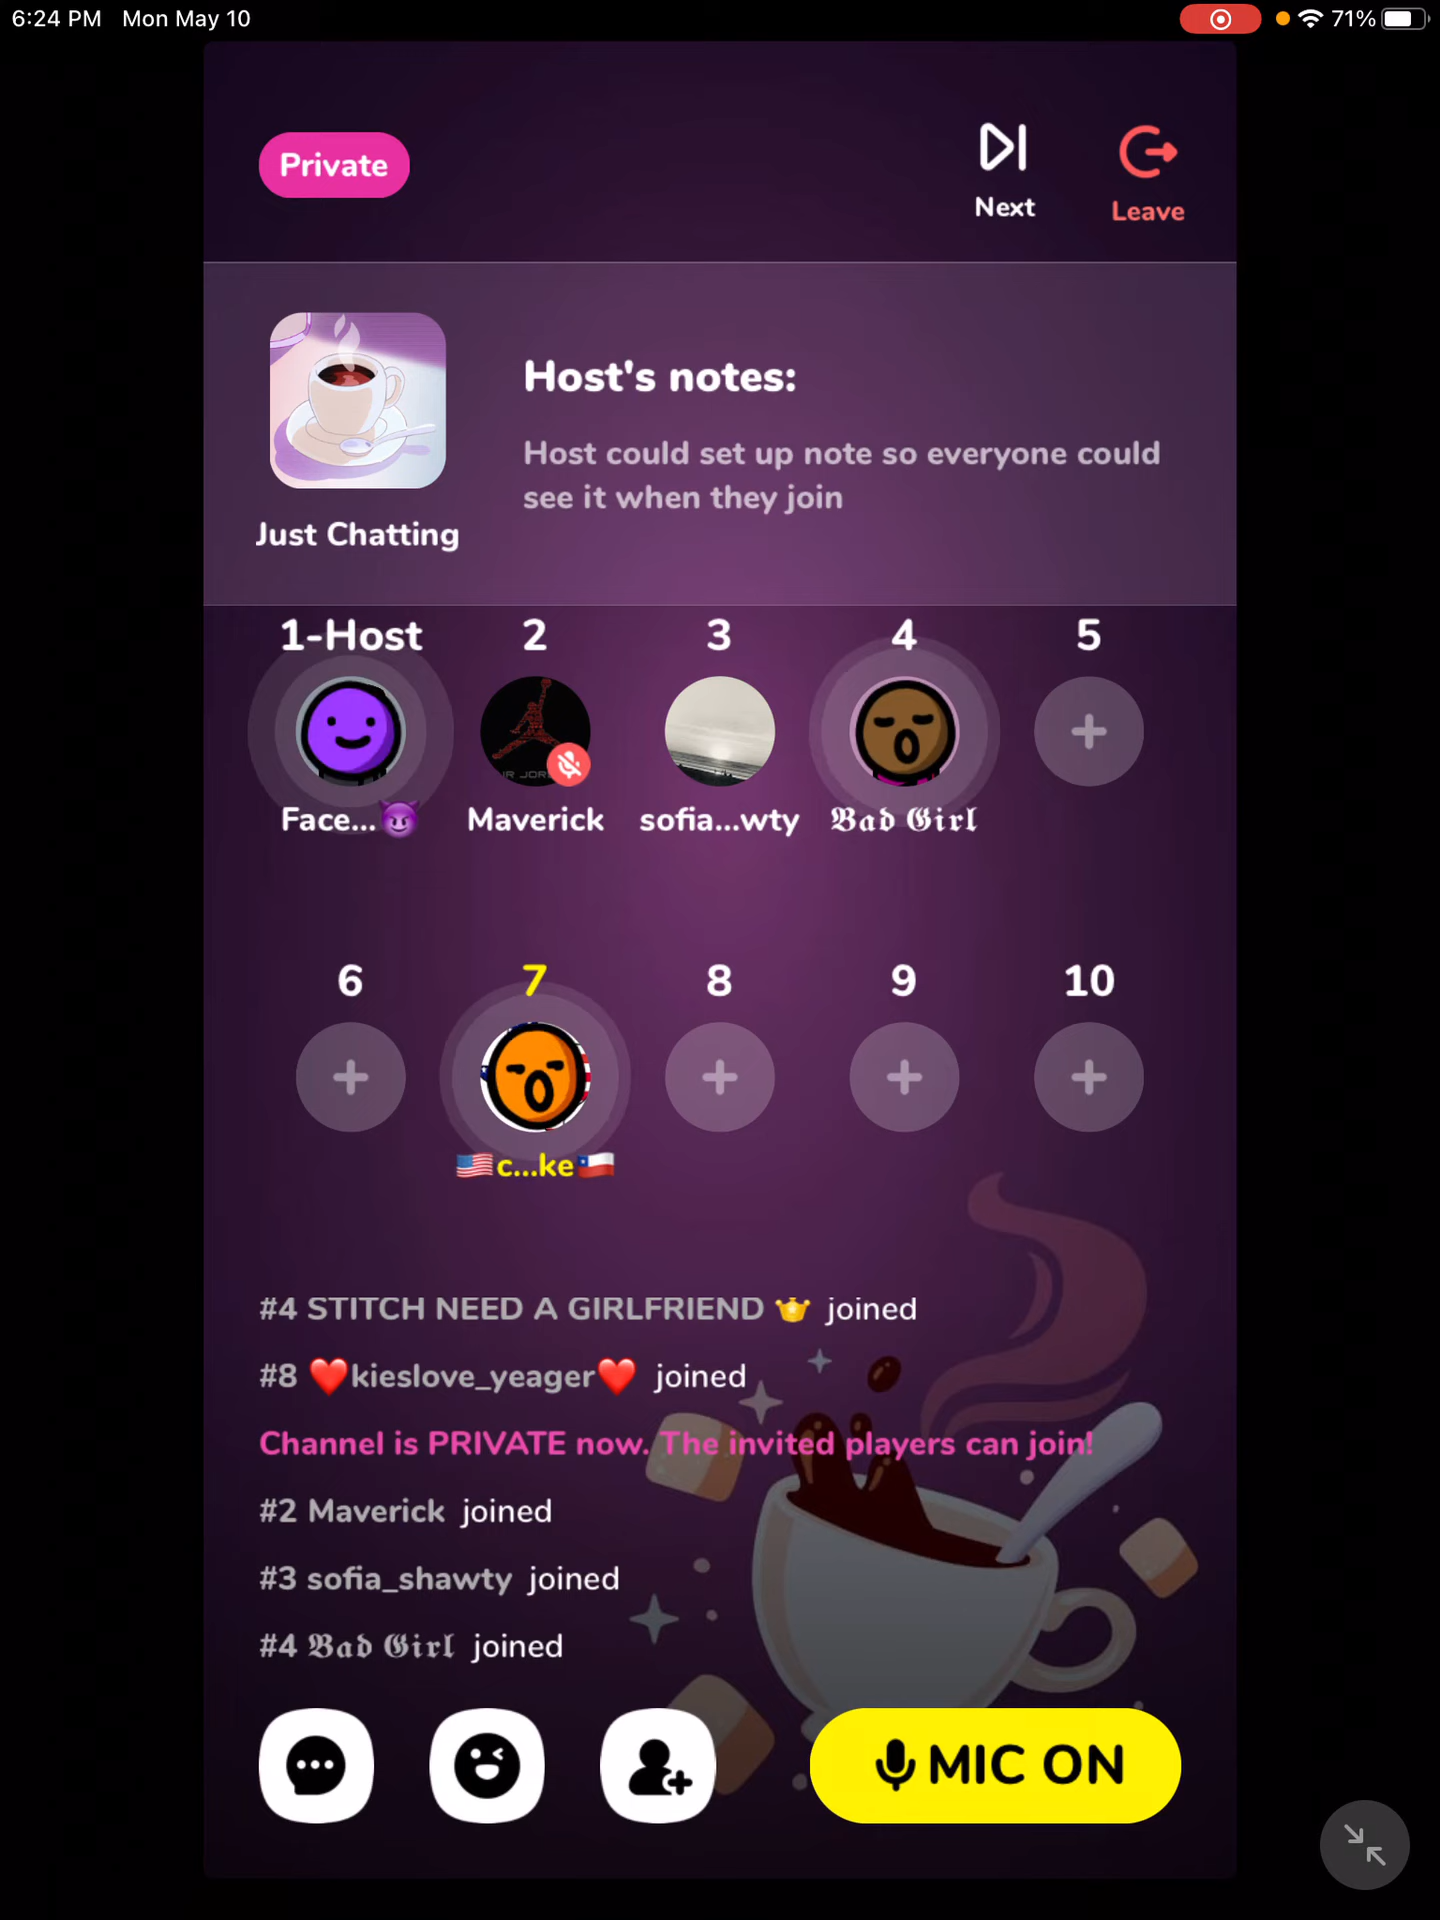 6:24 PM Mon May 10
71%
Private
Next
Leave
Host's notes:
Host could set up note so everyone could
see it when they join
Just Chatting
1-Host 2 3 4 5
Face...😈 Maverick sofia...wty 𝕭𝖆𝖉 𝕲𝖎𝖗𝖑
6 7 8 9 10
🇺🇸c...ke🇨🇱
#4 STITCH NEED A GIRLFRIEND 👑 joined
#8 ❤️kieslove_yeager❤️ joined
Channel is PRIVATE now. The invited players can join!
#2 Maverick joined
#3 sofia_shawty joined
#4 𝕭𝖆𝖉 𝕲𝖎𝖗𝖑 joined
MIC ON